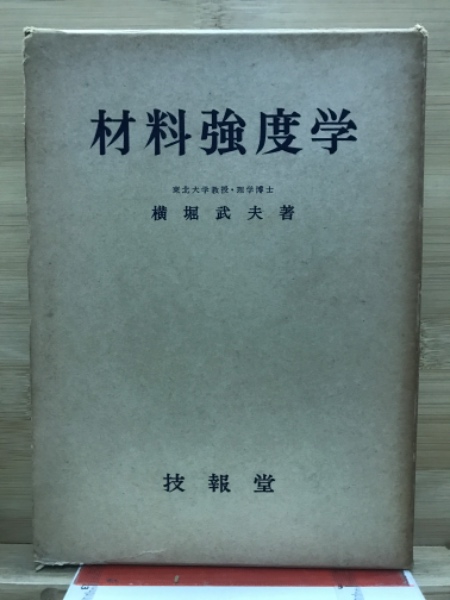 材料強度学
東北大学教授・理学博士
横堀武夫著
技報堂